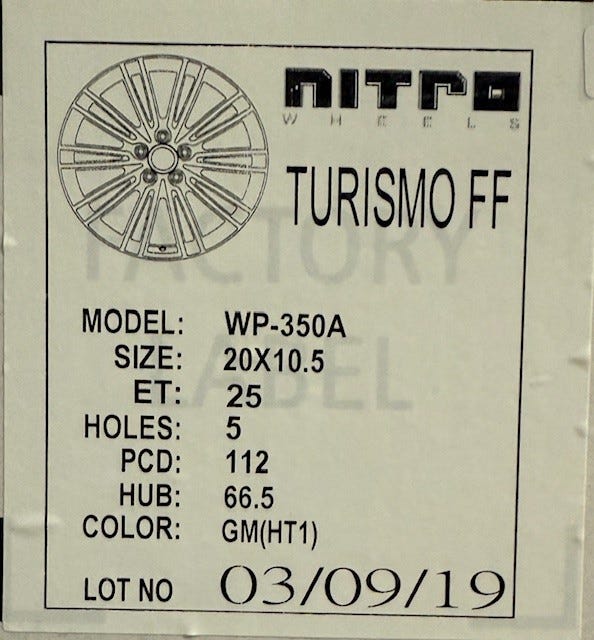 NITRO
WHEELS
TURISMO FF
FACTORY
LABEL
MODEL: WP-350A
SIZE: 20X10.5
ET: 25
HOLES: 5
PCD: 112
HUB: 66.5
COLOR: GM(HT1)
LOT NO 03/09/19